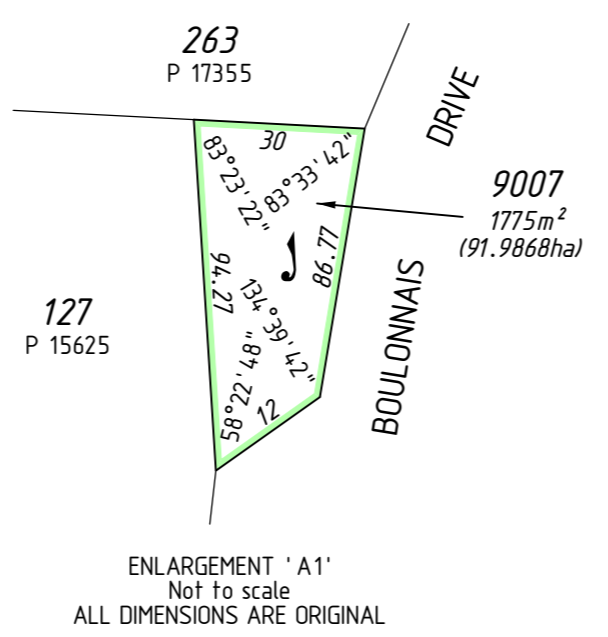 263
P 17355
DRIVE
30
83°23'22"
83°33'42"
9007
1775m²
(91.9868ha)
94.27
86.77
127
P 15625
BOULONNAIS
134°39'42"
58°22'48"
12
ENLARGEMENT 'A1'
Not to scale
ALL DIMENSIONS ARE ORIGINAL